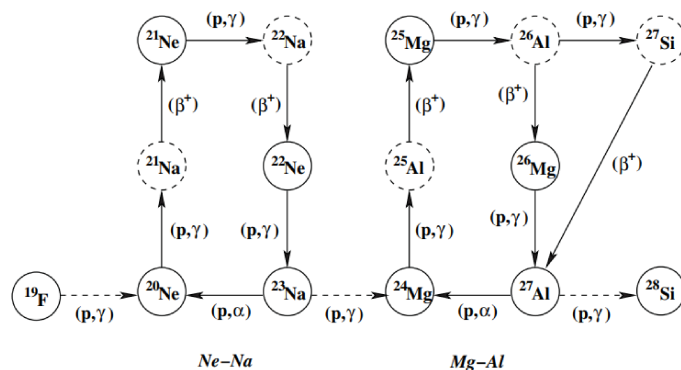 (p,γ) (p,γ) (p,γ)
²¹Ne ²²Na ²⁵Mg ²⁶Al ²⁷Si
(β⁺) (β⁺) (β⁺) (β⁺)
²¹Na ²²Ne ²⁵Al ²⁶Mg (β⁺)
(p,γ) (p,γ) (p,γ) (p,γ)
¹⁹F ²⁰Ne ²³Na ²⁴Mg ²⁷Al ²⁸Si
(p,γ) (p,α) (p,γ) (p,α) (p,γ)
Ne–Na Mg–Al